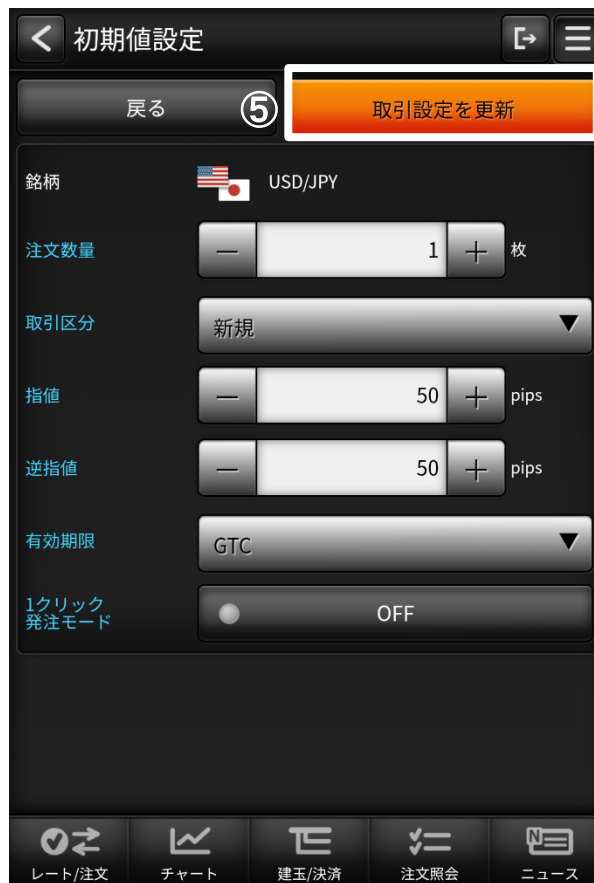 初期値設定
戻る
⑤
取引設定を更新
銘柄
USD/JPY
注文数量
1
枚
取引区分
新規
指値
50
pips
逆指値
50
pips
有効期限
GTC
1クリック
発注モード
OFF
レート/注文
チャート
建玉/決済
注文照会
N
ニュース